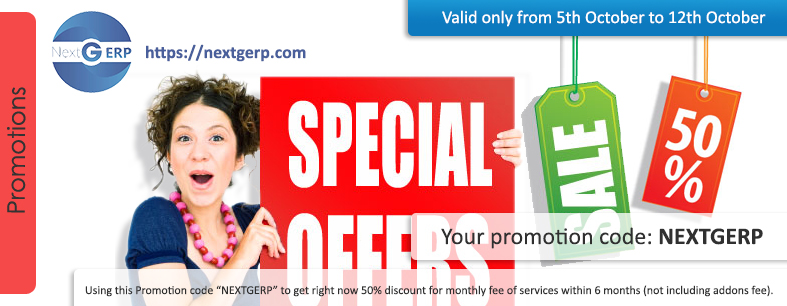 Promotions
NextGERP
https://nextgerp.com
Valid only from 5th October to 12th October
SPECIAL
OFFERS
SALE
50
%
Your promotion code: NEXTGERP
Using this Promotion code “NEXTGERP” to get right now 50% discount for monthly fee of services within 6 months (not including addons fee).